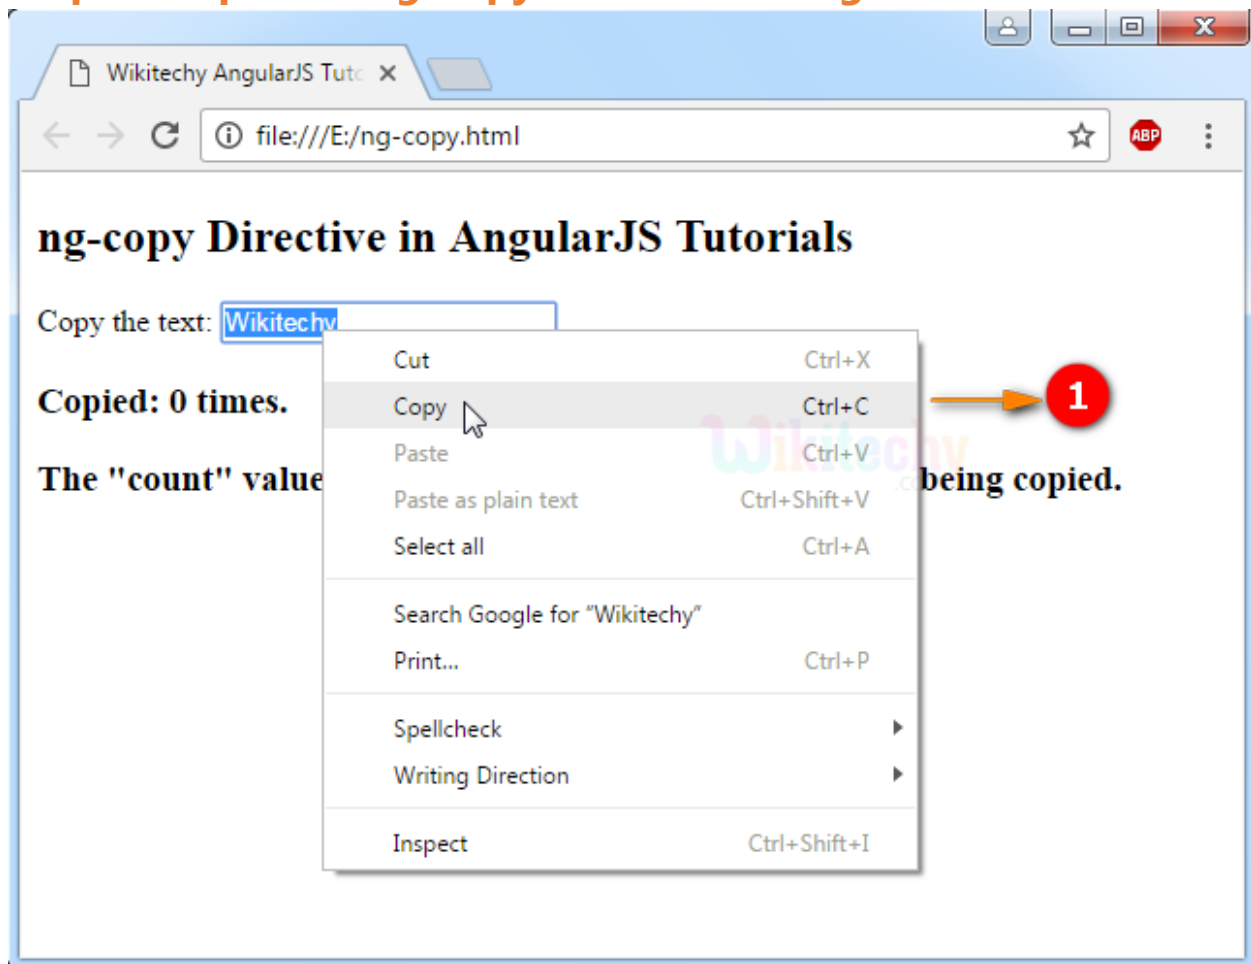 Wikitechy AngularJS Tuto
file:///E:/ng-copy.html
ABP
ng-copy Directive in AngularJS Tutorials
Copy the text: Wikitechy
Cut Ctrl+X
Copied: 0 times.
Copy Ctrl+C
1
Paste Ctrl+V
Wikitechy
The "count" value being copied.
Paste as plain text Ctrl+Shift+V
Select all Ctrl+A
Search Google for “Wikitechy”
Print... Ctrl+P
Spellcheck
Writing Direction
Inspect Ctrl+Shift+I